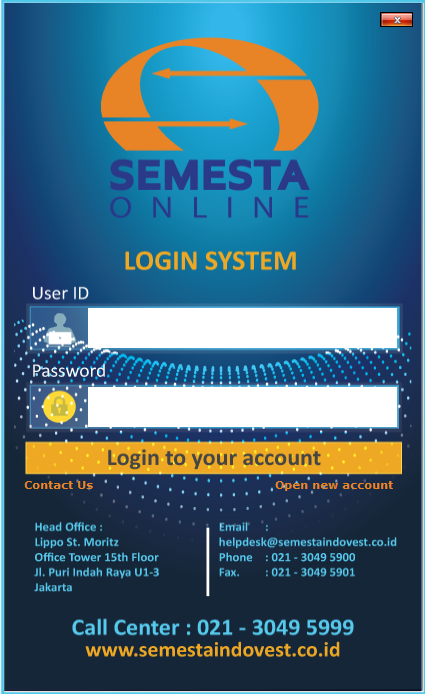 x
SEMESTA
ONLINE
LOGIN SYSTEM
User ID
Password
Login to your account
Contact Us
Open new account
Head Office :
Lippo St. Moritz
Office Tower 15th Floor
Jl. Puri Indah Raya U1-3
Jakarta
Email :
helpdesk@semestaindovest.co.id
Phone : 021 - 3049 5900
Fax. : 021 - 3049 5901
Call Center : 021 - 3049 5999
www.semestaindovest.co.id